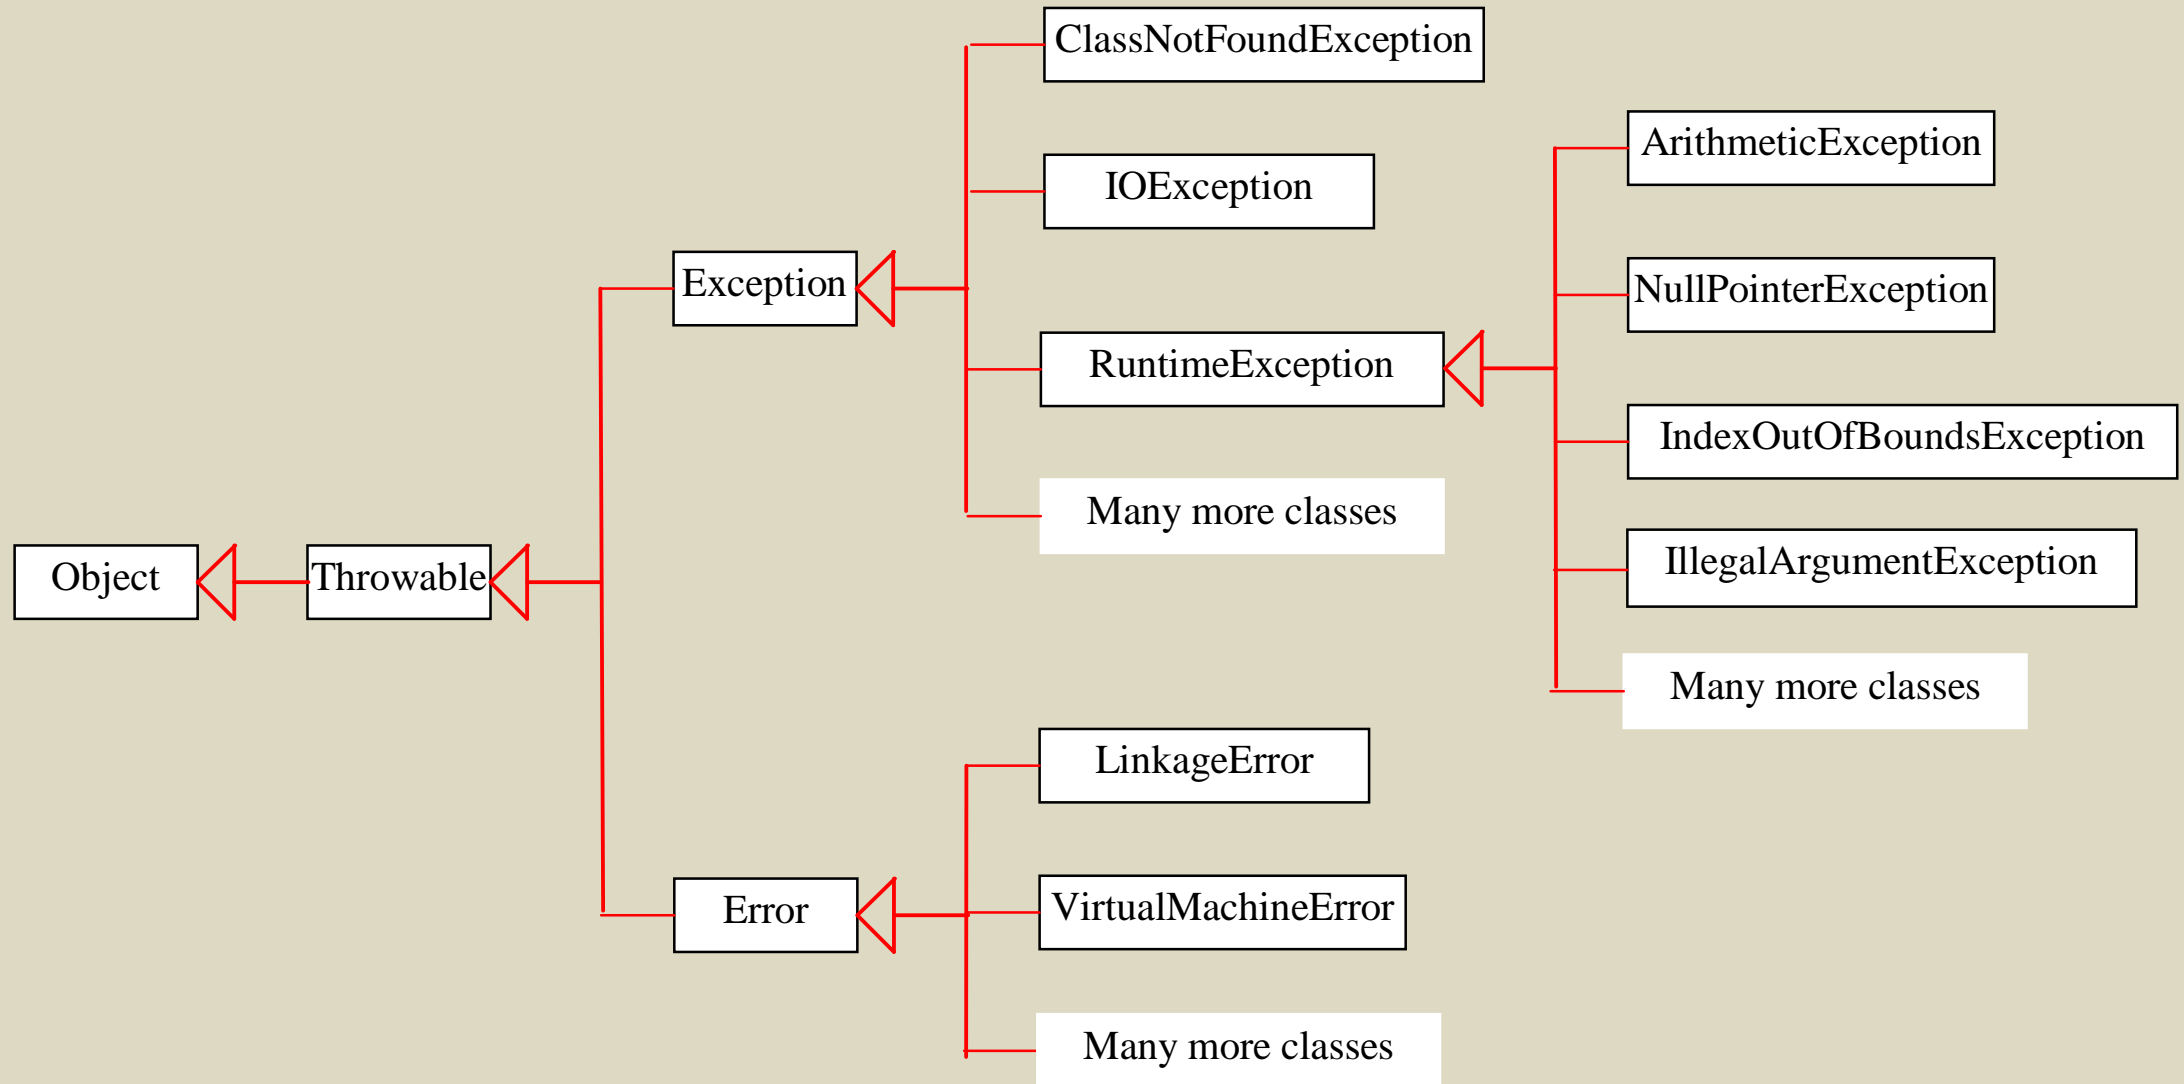 ClassNotFoundException
ArithmeticException
IOException
Exception
NullPointerException
RuntimeException
IndexOutOfBoundsException
Many more classes
Object
Throwable
IllegalArgumentException
Many more classes
LinkageError
Error
VirtualMachineError
Many more classes